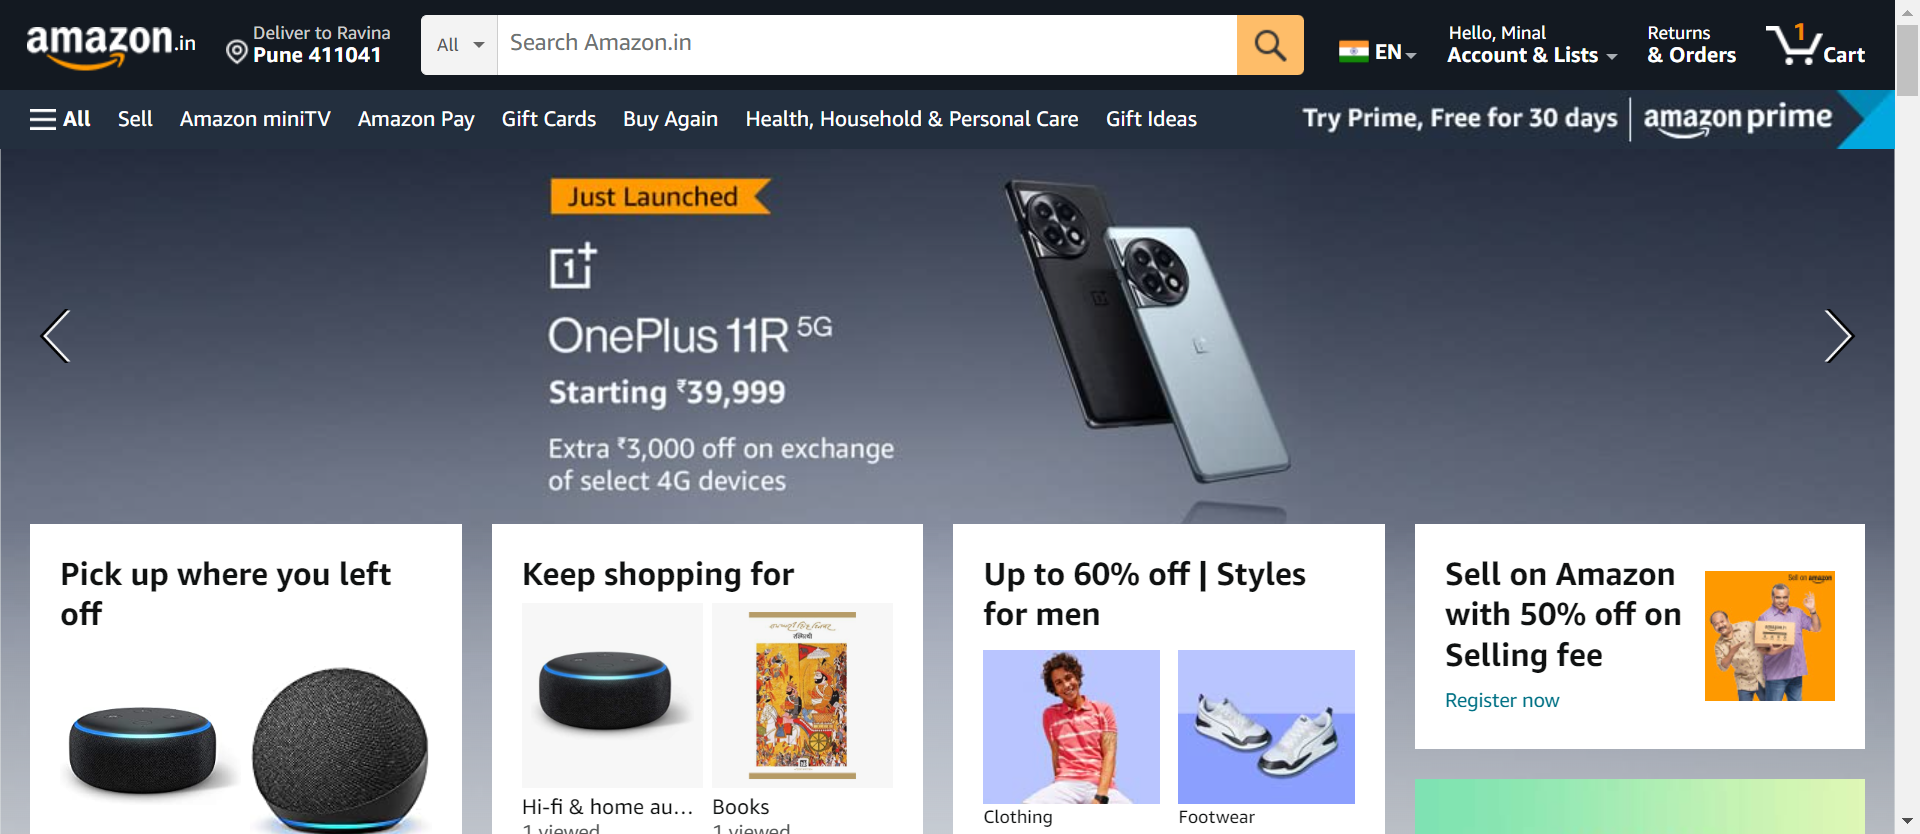 amazon.in
Deliver to Ravina
Pune 411041
All
Search Amazon.in
EN
Hello, Minal
Account & Lists
Returns
& Orders
1
Cart
All
Sell
Amazon miniTV
Amazon Pay
Gift Cards
Buy Again
Health, Household & Personal Care
Gift Ideas
Try Prime, Free for 30 days
amazon prime
Just Launched
1+
OnePlus 11R 5G
Starting ₹39,999
Extra ₹3,000 off on exchange
of select 4G devices
Pick up where you left
off
Keep shopping for
Hi-fi & home au...
1 viewed
Books
1 viewed
Up to 60% off | Styles
for men
Clothing
Footwear
Sell on Amazon
with 50% off on
Selling fee
Register now
Sell on amazon